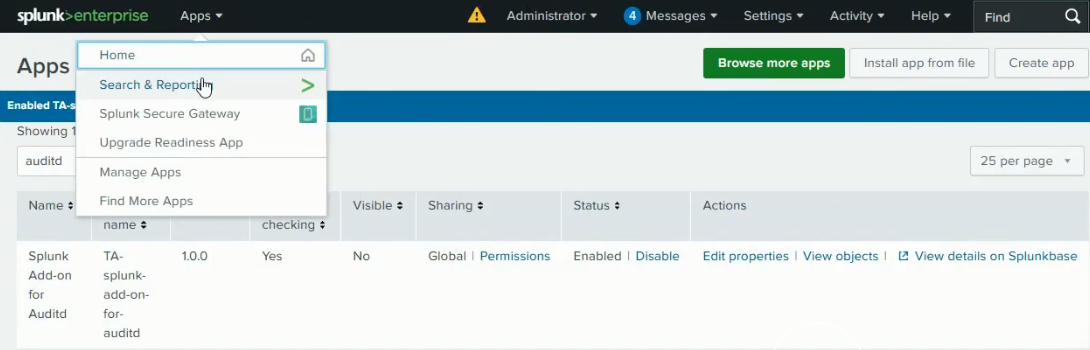 splunk>enterprise Apps Administrator 4 Messages Settings Activity Help Find
Apps
Home
Search & Reporting
Splunk Secure Gateway
Upgrade Readiness App
Manage Apps
Find More Apps
Browse more apps Install app from file Create app
Enabled TA-s
Showing 1
auditd
25 per page
Name name checking Visible Sharing Status Actions
Splunk Add-on for Auditd TA-splunk-add-on-for-auditd 1.0.0 Yes No Global | Permissions Enabled | Disable Edit properties | View objects | View details on Splunkbase